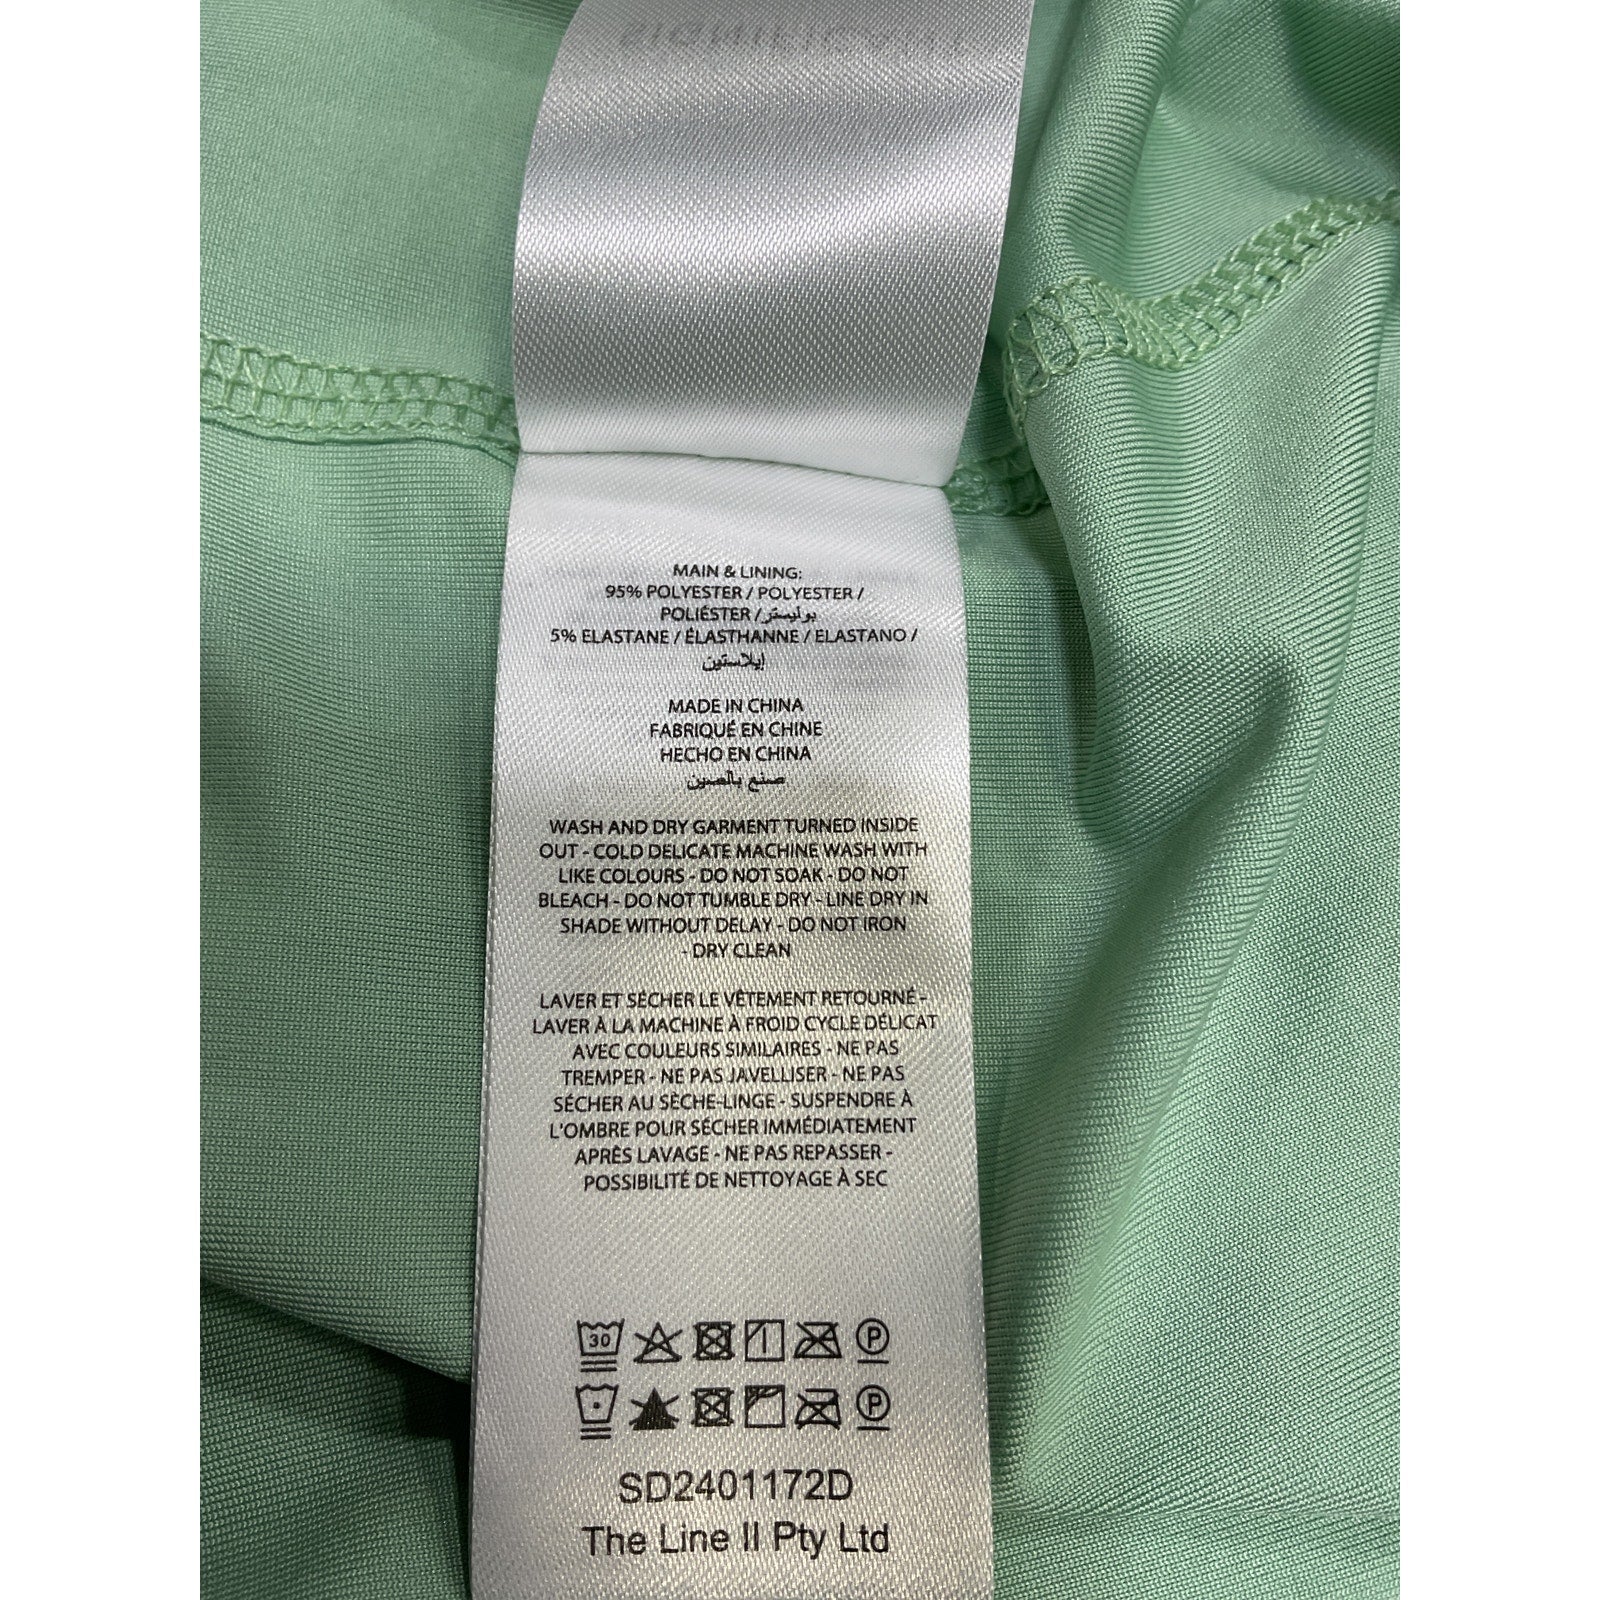 MAIN & LINING:
95% POLYESTER / POLYESTER /
POLIÉSTER / بوليستر
5% ELASTANE / ÉLASTHANNE / ELASTANO /
إيلاستين
MADE IN CHINA
FABRIQUÉ EN CHINE
HECHO EN CHINA
صنع بالصين
WASH AND DRY GARMENT TURNED INSIDE
OUT - COLD DELICATE MACHINE WASH WITH
LIKE COLOURS - DO NOT SOAK - DO NOT
BLEACH - DO NOT TUMBLE DRY - LINE DRY IN
SHADE WITHOUT DELAY - DO NOT IRON
- DRY CLEAN
LAVER ET SÉCHER LE VÊTEMENT RETOURNÉ -
LAVER À LA MACHINE À FROID CYCLE DÉLICAT
AVEC COULEURS SIMILAIRES - NE PAS
TREMPER - NE PAS JAVELLISER - NE PAS
SÉCHER AU SÈCHE-LINGE - SUSPENDRE À
L'OMBRE POUR SÉCHER IMMÉDIATEMENT
APRÈS LAVAGE - NE PAS REPASSER -
POSSIBILITÉ DE NETTOYAGE À SEC
30 P
P
SD2401172D
The Line II Pty Ltd